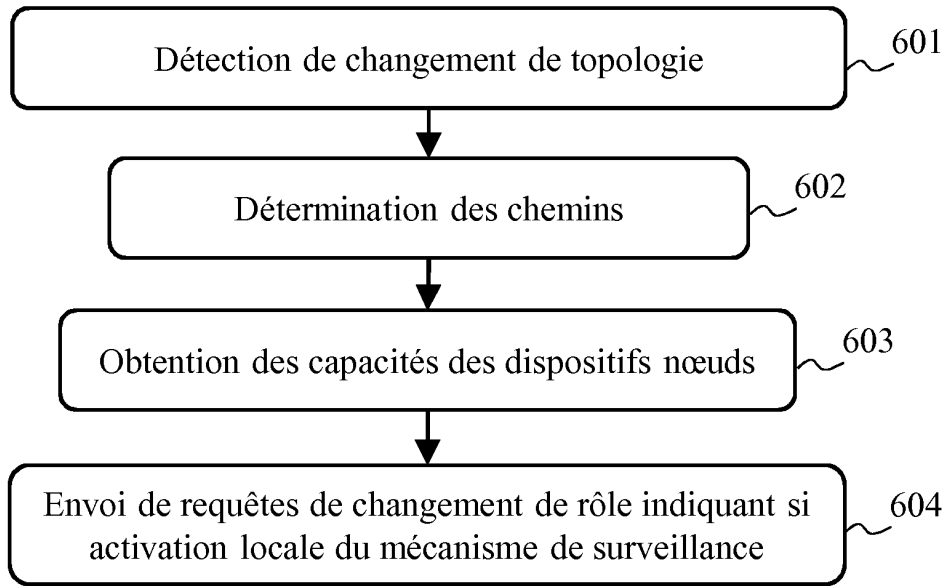 Détection de changement de topologie
601
Détermination des chemins
602
Obtention des capacités des dispositifs nœuds
603
Envoi de requêtes de changement de rôle indiquant si
activation locale du mécanisme de surveillance
604